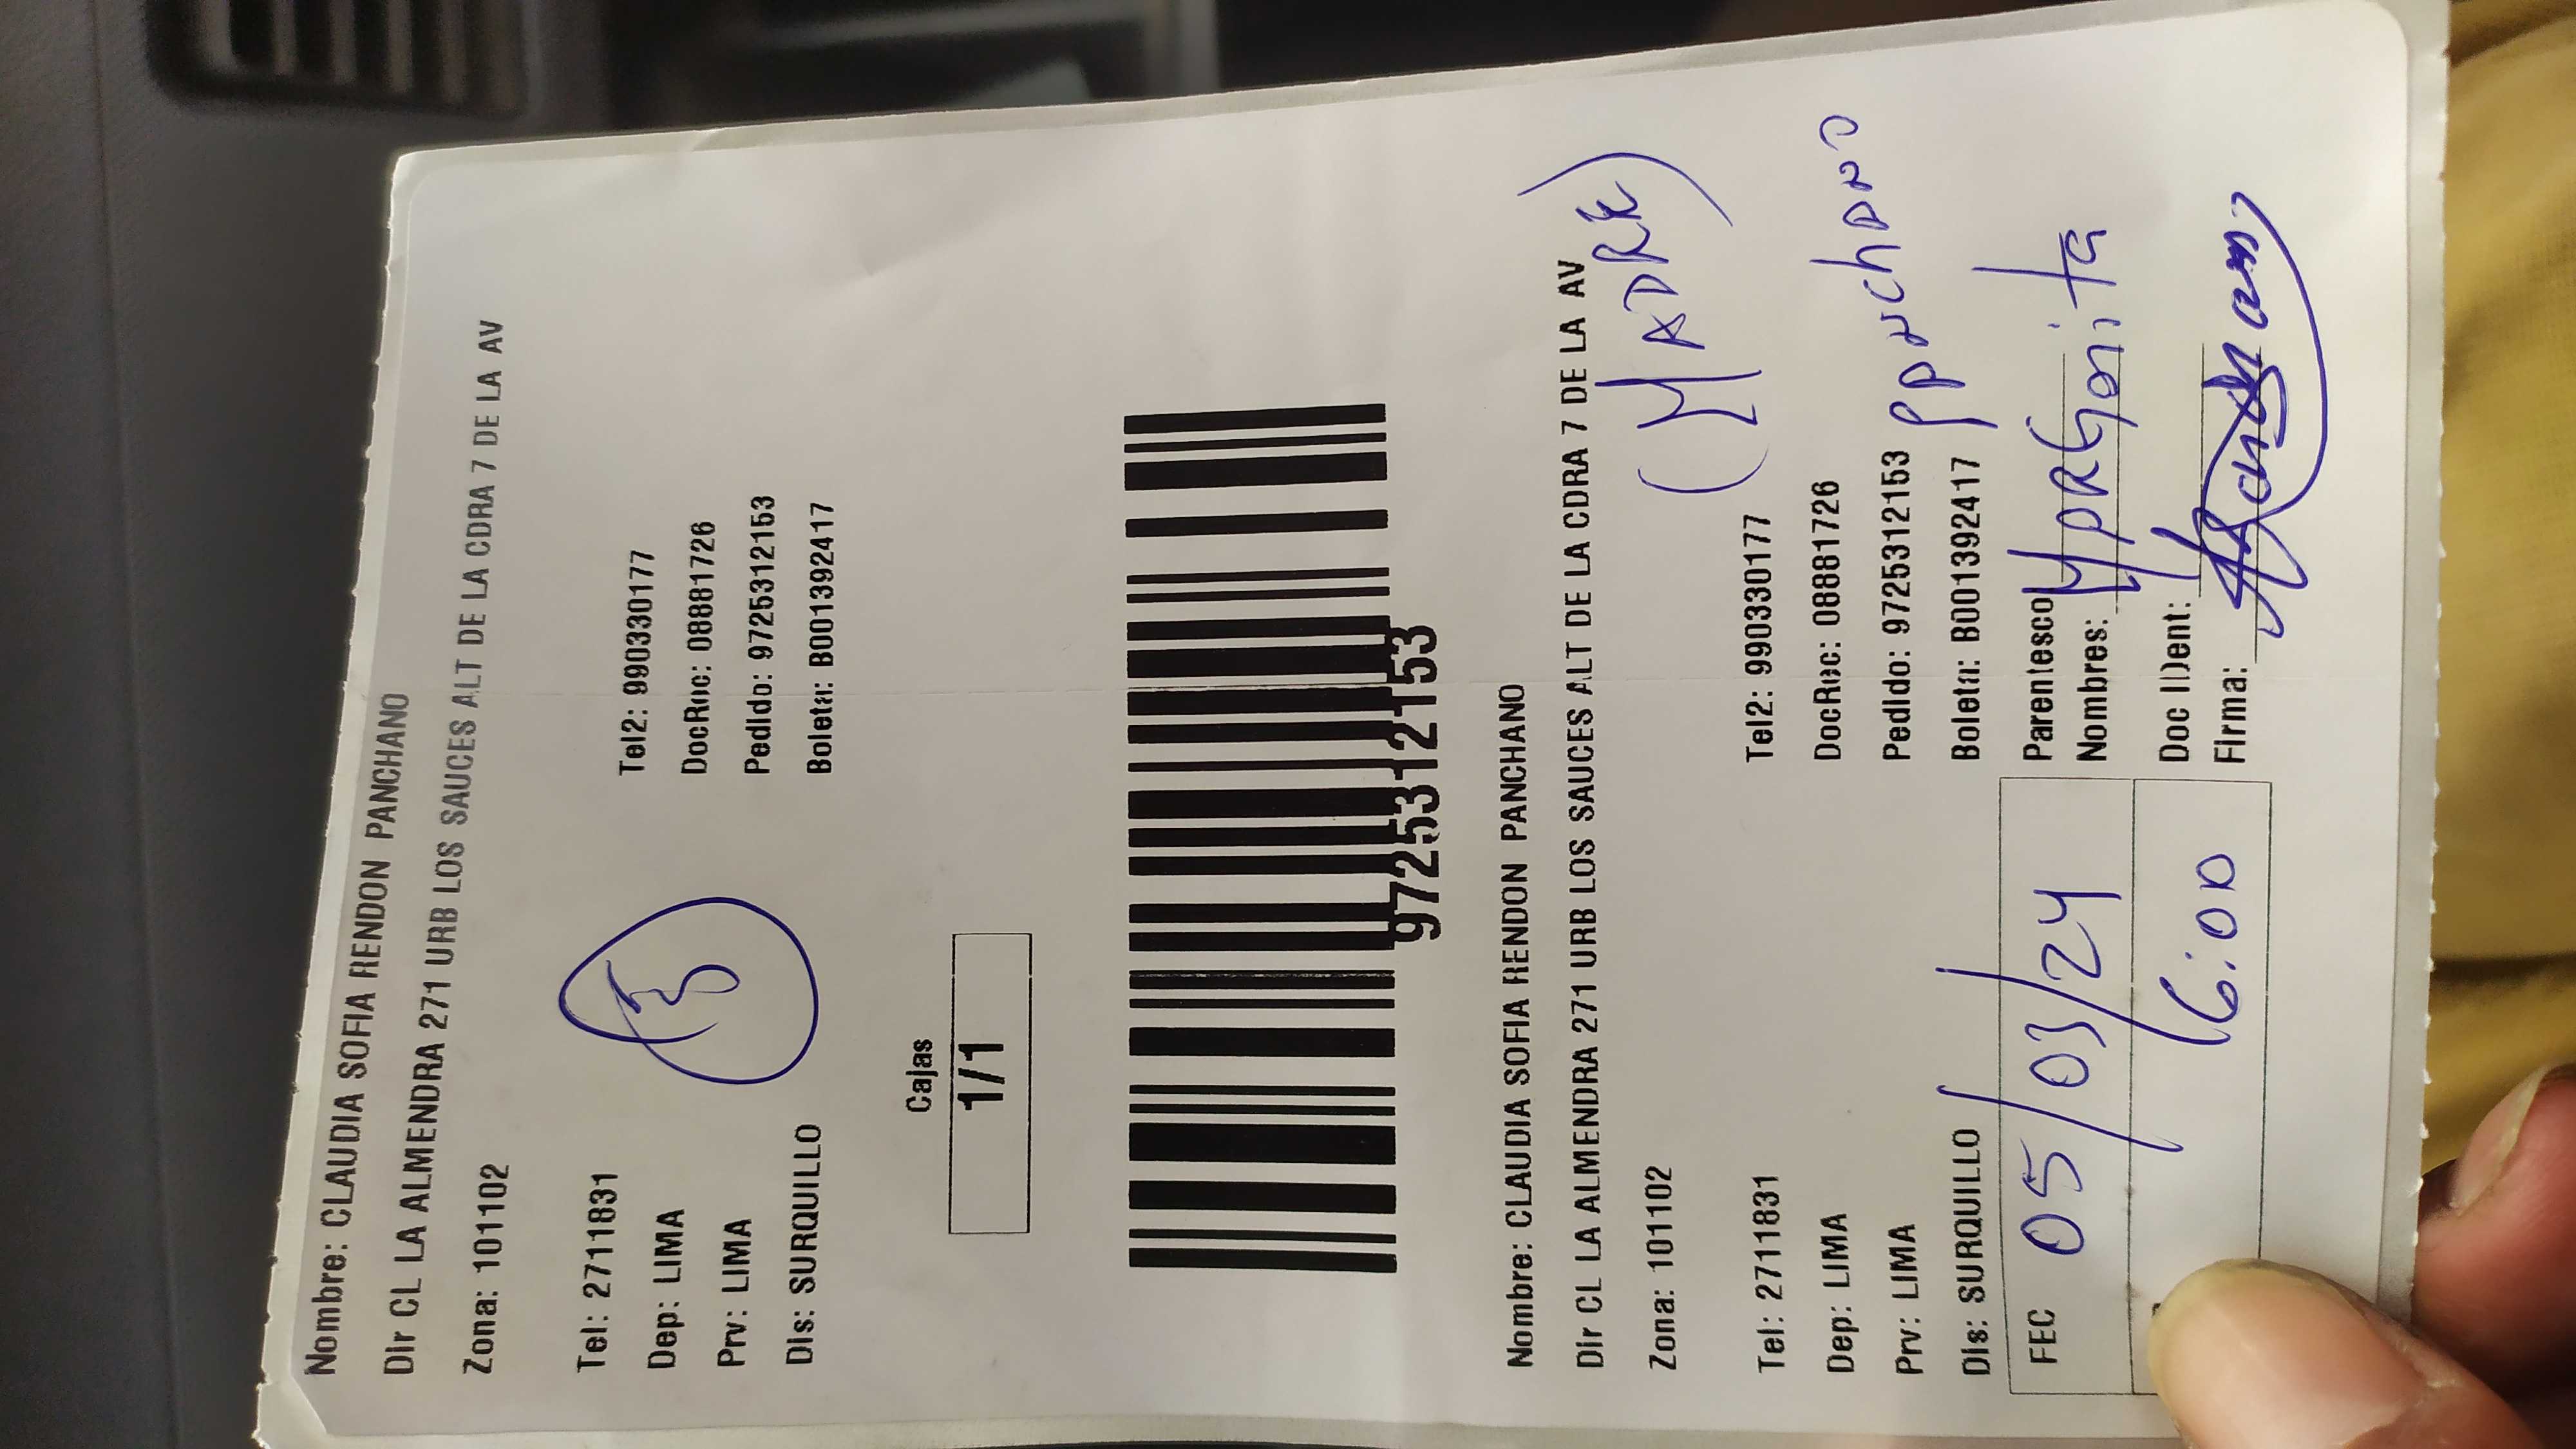 Nombre: CLAUDIA SOFIA RENDON PANCHANO
Dir CL LA ALMENDRA 271 URB LOS SAUCES ALT DE LA CDRA 7 DE LA AV
Zona: 101102
Tel: 2711831 Tel2: 990330177
Dep: LIMA DocRuc: 08881726
Prv: LIMA Pedido: 9725312153
Dis: SURQUILLO Boleta: B001392417
Cajas
1/1
9725312153
Nombre: CLAUDIA SOFIA RENDON PANCHANO
Dir CL LA ALMENDRA 271 URB LOS SAUCES ALT DE LA CDRA 7 DE LA AV
Zona: 101102 (MADRE)
Tel: 2711831 Tel2: 990330177
Dep: LIMA DocRuc: 08881726
Prv: LIMA Pedido: 9725312153 Panchano
Dis: SURQUILLO Boleta: B001392417
FEC 05/03/24 Parentesco
Nombres: Margarita
16:00 Doc IDent:
Firma: